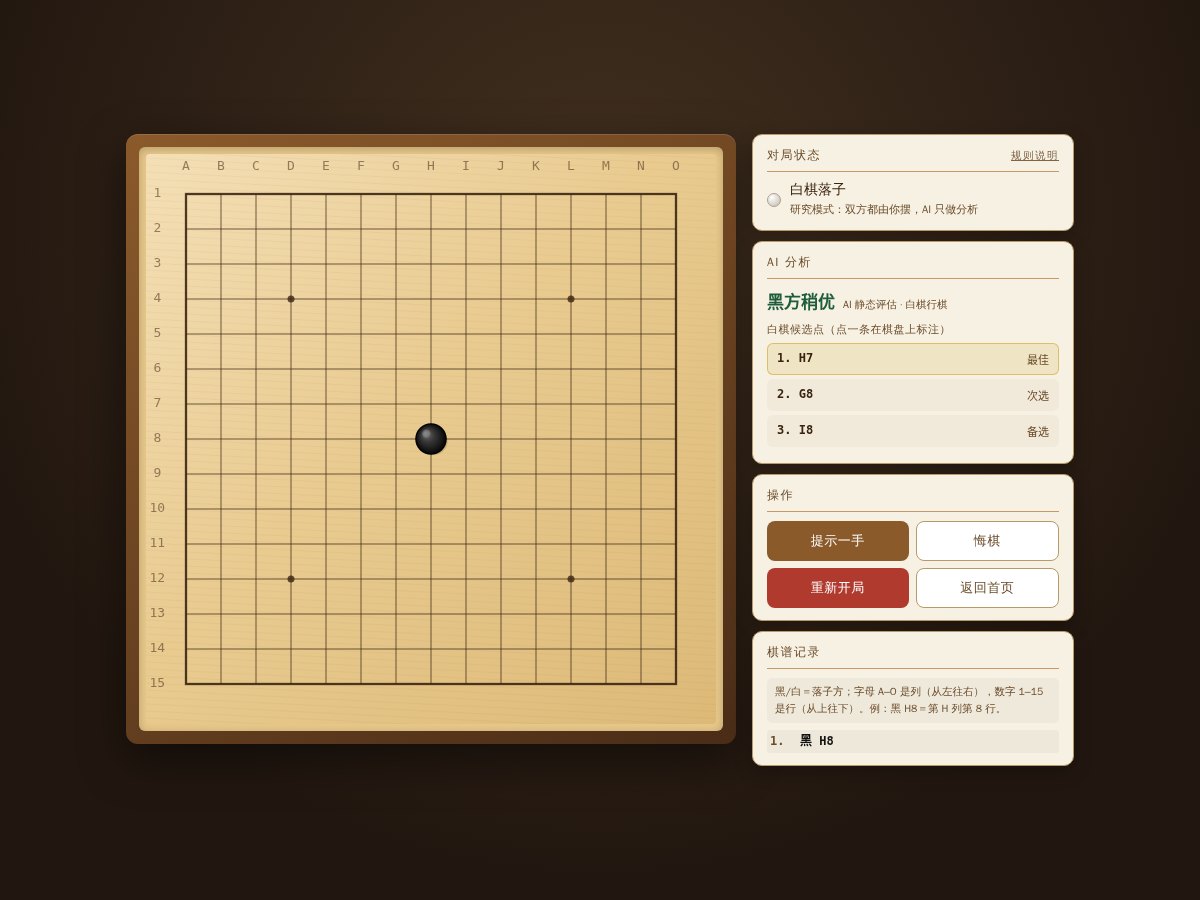 A B C D E F G H I J K L M N O
1
2
3
4
5
6
7
8
9
10
11
12
13
14
15
对局状态 规则说明
白棋落子
研究模式：双方都由你摆，AI 只做分析
AI 分析
黑方稍优 AI 静态评估 · 白棋行棋
白棋候选点（点一条在棋盘上标注）
1. H7 最佳
2. G8 次选
3. I8 备选
操作
提示一手 悔棋
重新开局 返回首页
棋谱记录
黑/白＝落子方；字母 A–O 是列（从左往右），数字 1–15
是行（从上往下）。例：黑 H8＝第 H 列第 8 行。
1. 黑 H8